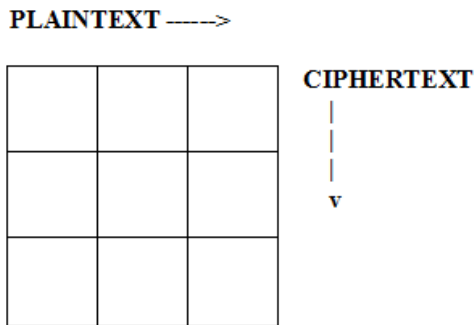 PLAINTEXT ------>
CIPHERTEXT
|
|
|
v